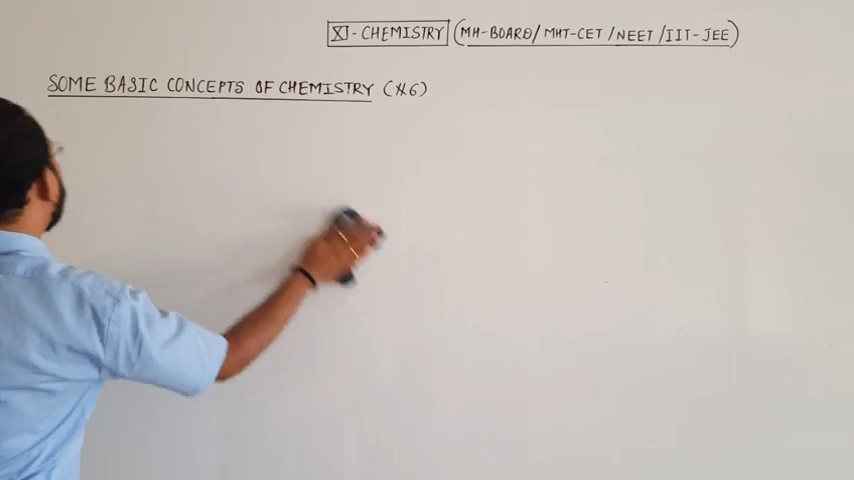 XI-CHEMISTRY (MH-BOARD/MHT-CET/NEET/IIT-JEE)
SOME BASIC CONCEPTS OF CHEMISTRY (#6)